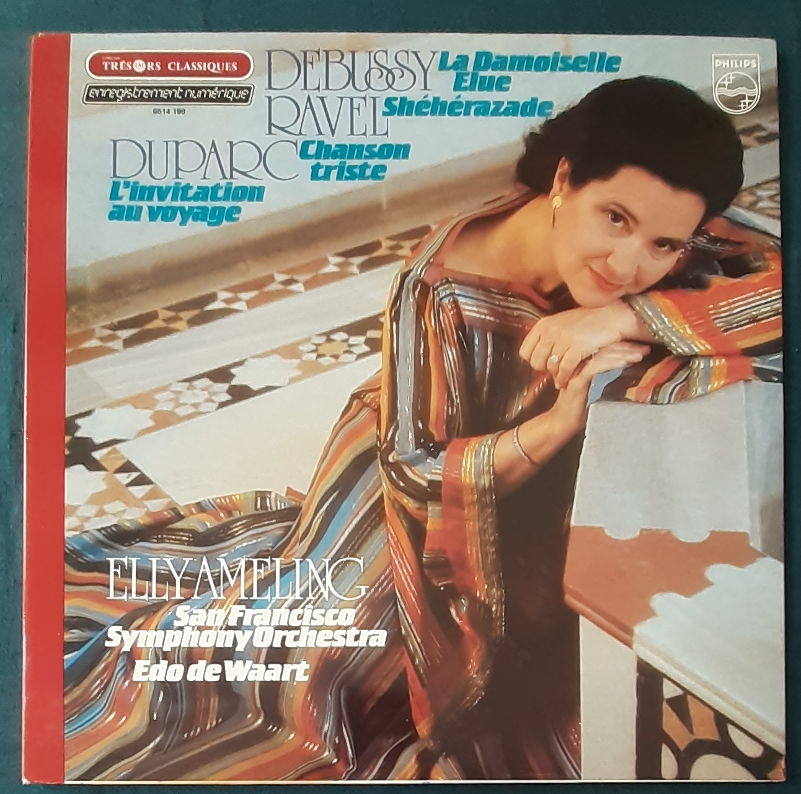 TRÉSORS CLASSIQUES
enregistrement numérique
6514 199
DEBUSSY La Damoiselle
Elue
RAVEL Shéhérazade
DUPARC Chanson
triste
L'invitation
au voyage
PHILIPS
ELLY AMELING
San Francisco
Symphony Orchestra
Edo de Waart